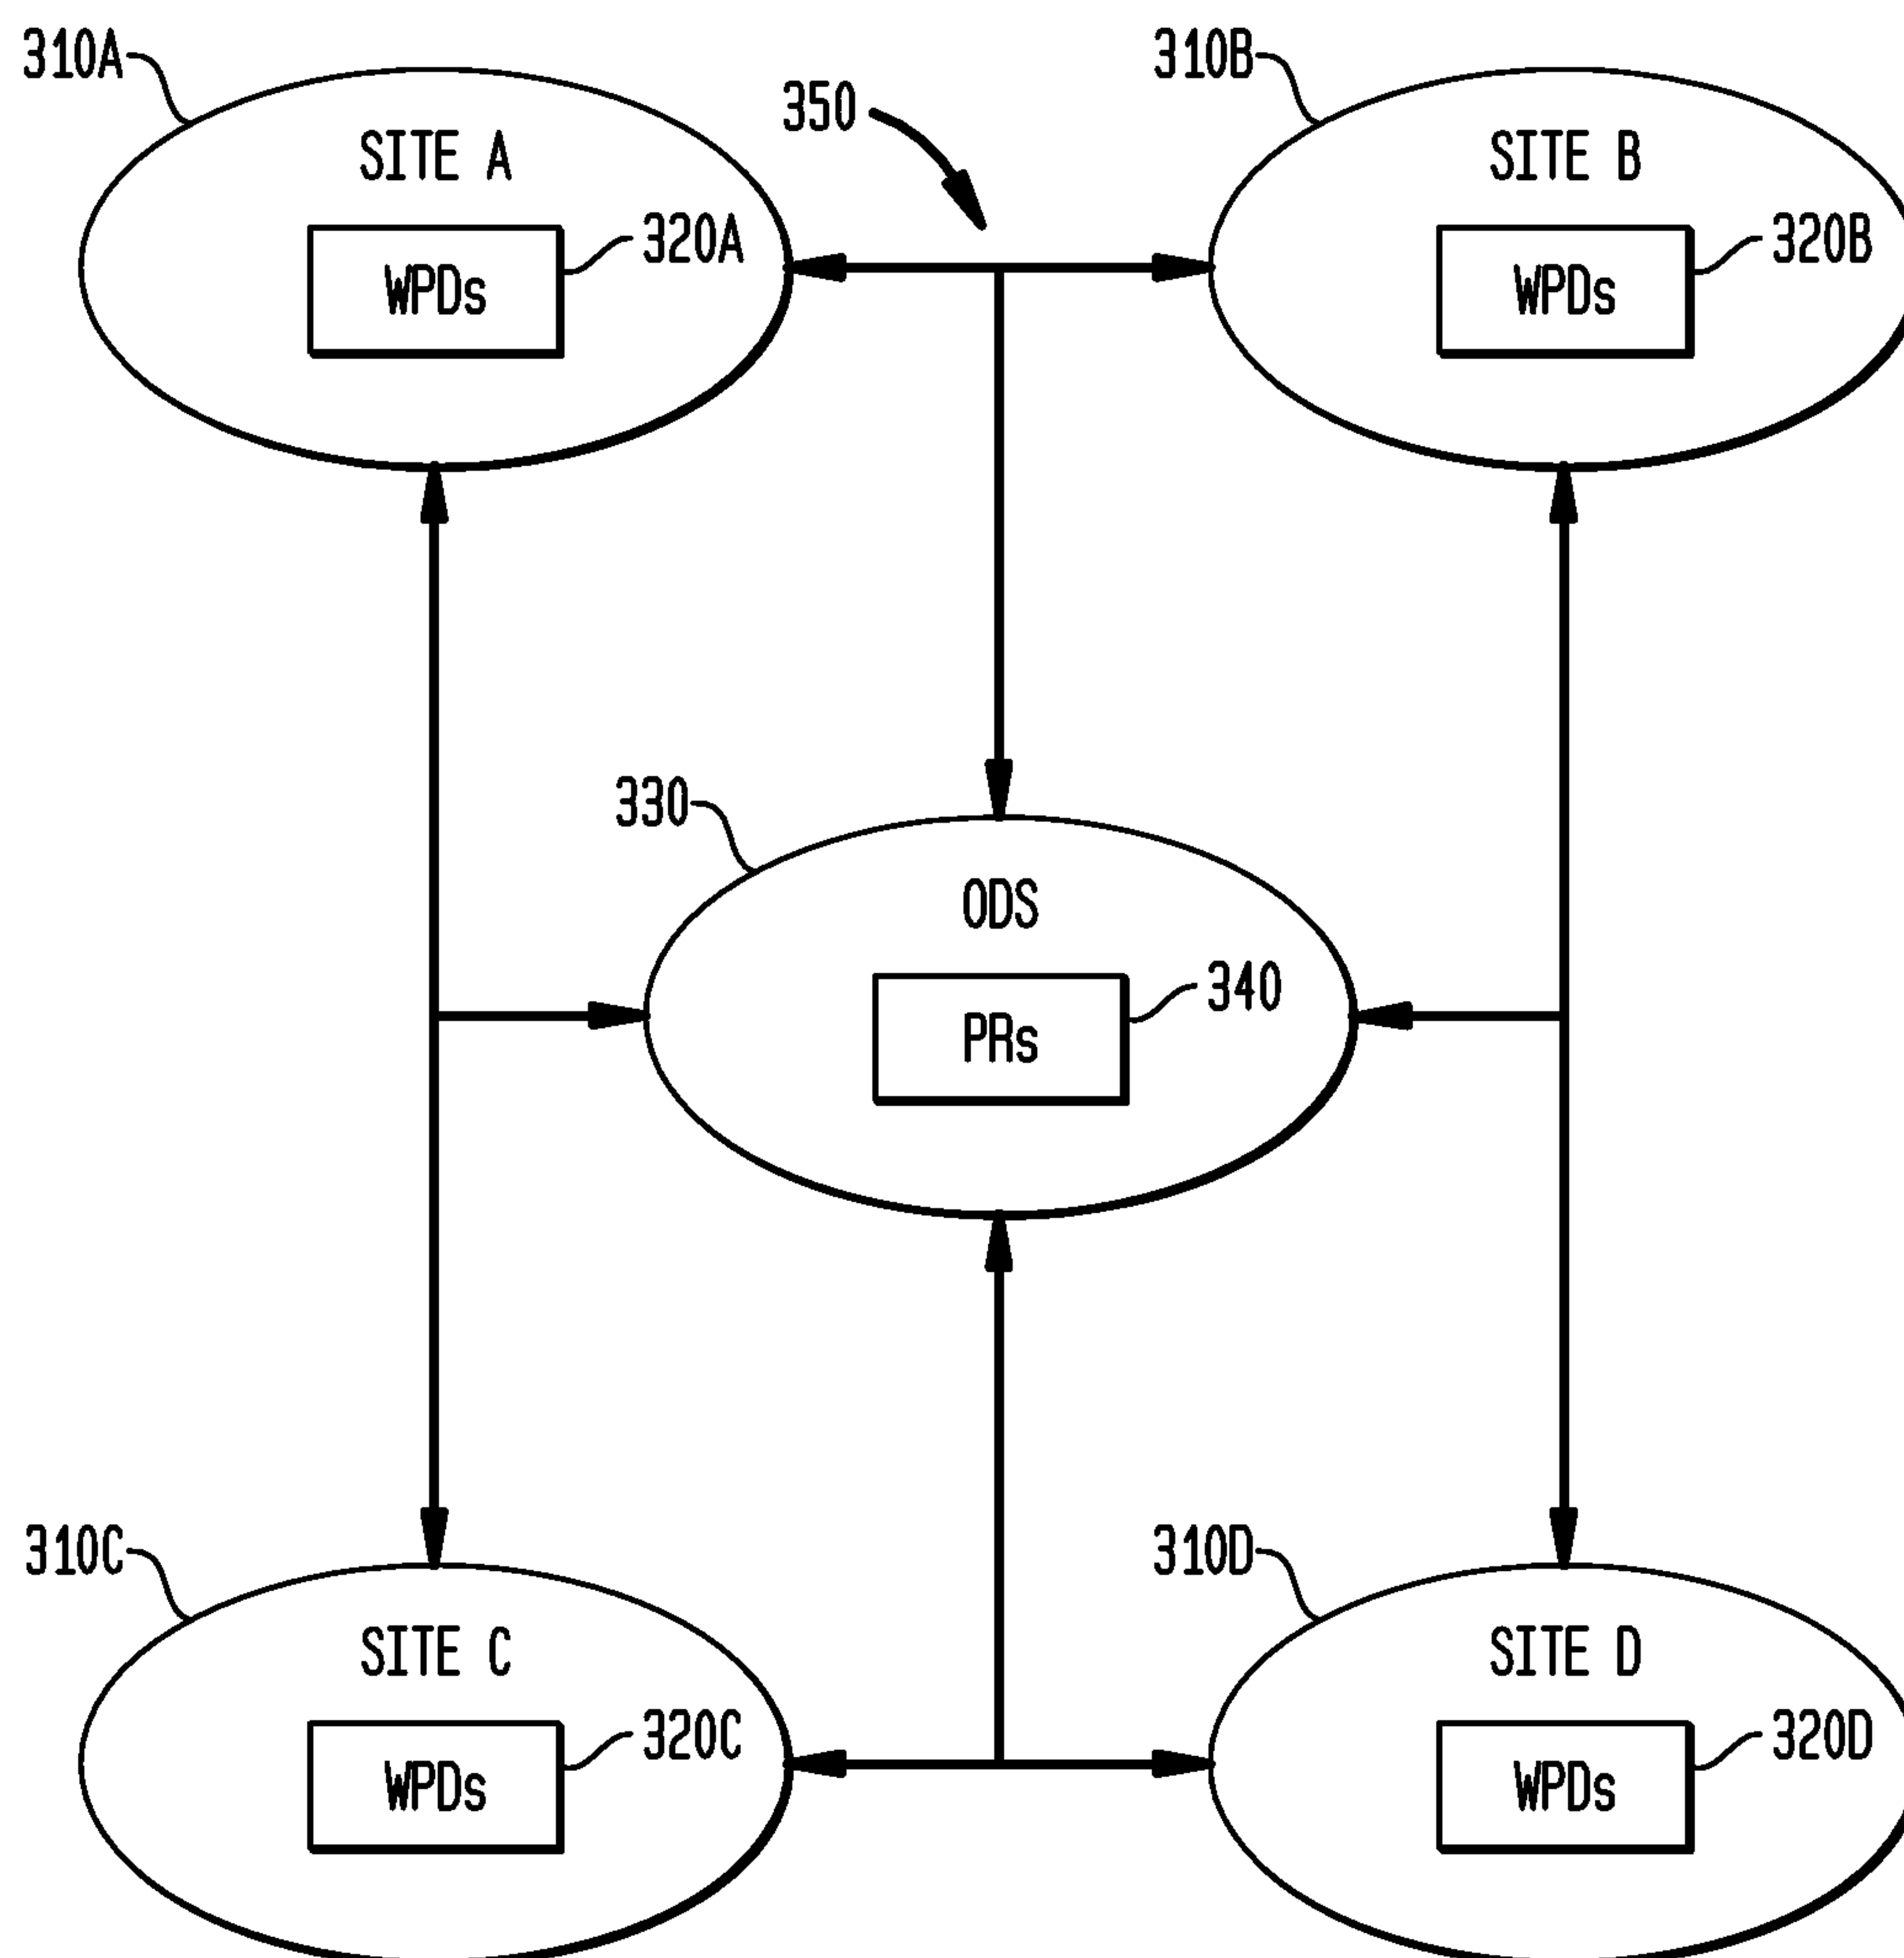 310A
310B
350
SITE A
SITE B
320A
320B
WPDs
WPDs
330
ODS
340
PRs
310C
310D
SITE C
SITE D
320C
320D
WPDs
WPDs